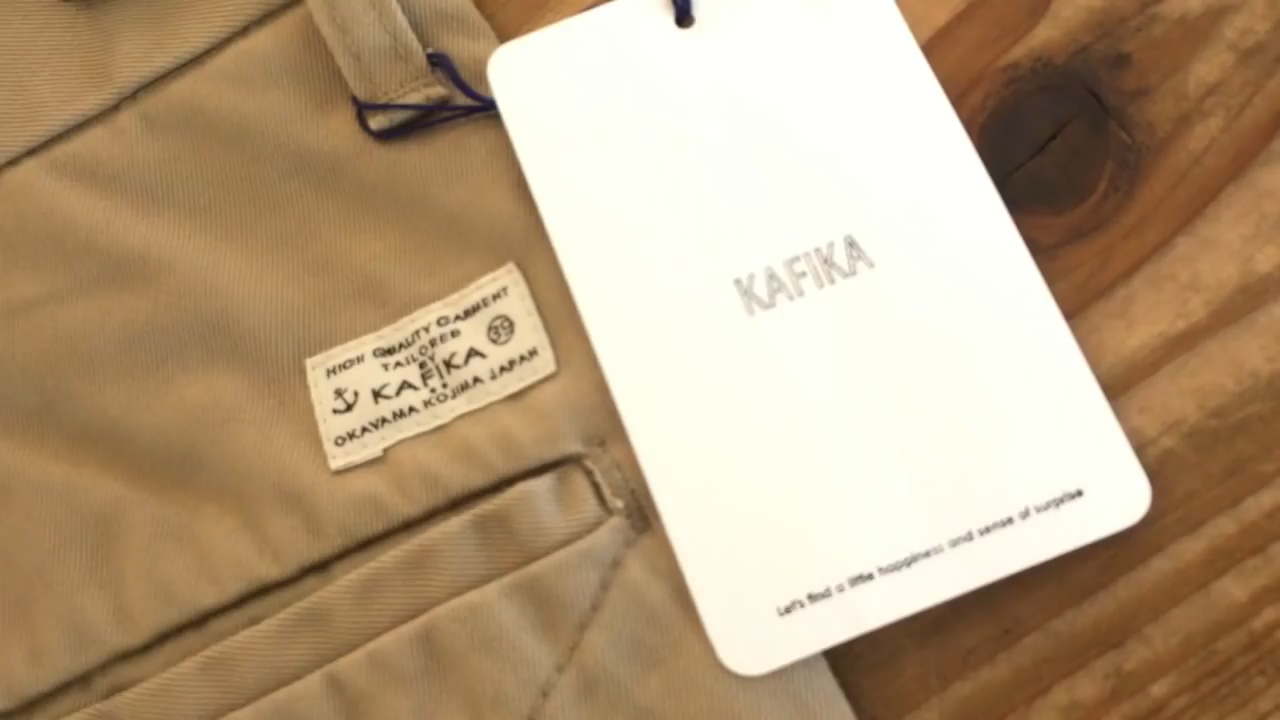 HIGH QUALITY GARMENT
TAILORED
BY
39
KAFIKA
OKAYAMA KOJIMA JAPAN
KAFIKA
Let's find a little happiness and sense of surprise